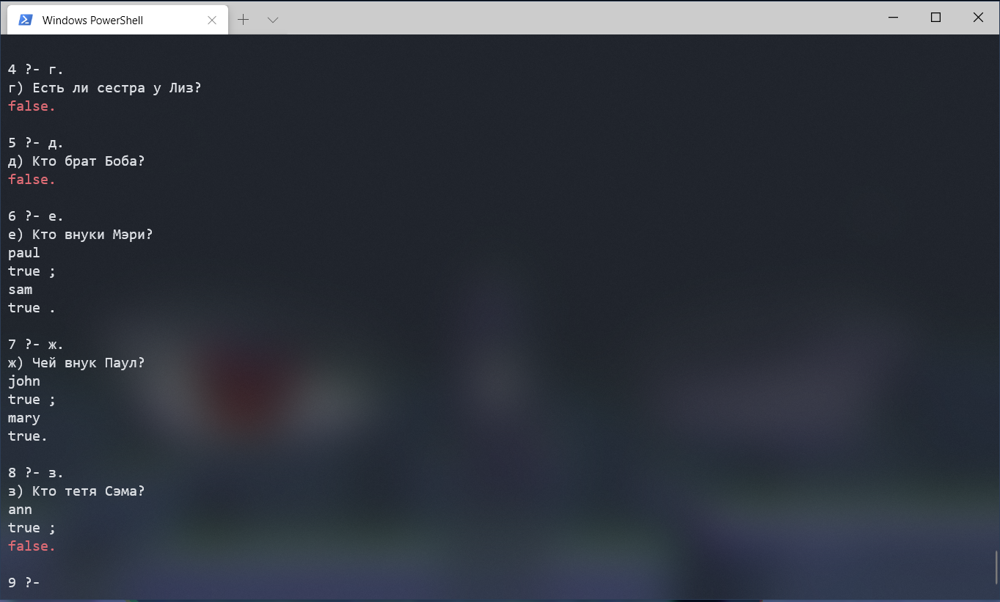 Windows PowerShell
4 ?- г.
г) Есть ли сестра у Лиз?
false.
5 ?- д.
д) Кто брат Боба?
false.
6 ?- е.
е) Кто внуки Мэри?
paul
true ;
sam
true .
7 ?- ж.
ж) Чей внук Паул?
john
true ;
mary
true.
8 ?- з.
з) Кто тетя Сэма?
ann
true ;
false.
9 ?-